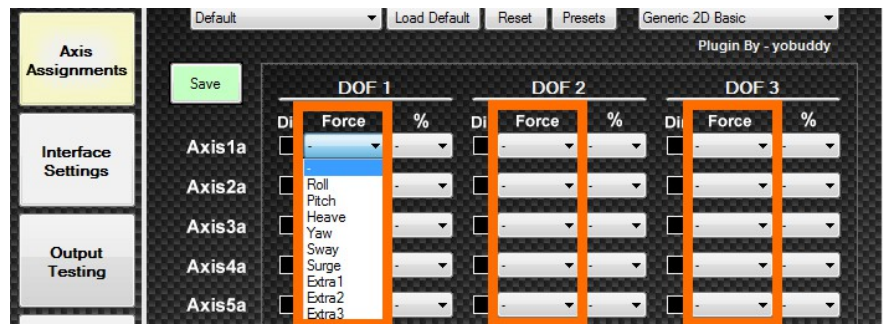 Default Load Default Reset Presets Generic 2D Basic
Plugin By - yobuddy
Axis
Assignments
Save
DOF 1 DOF 2 DOF 3
Force % Force % Force %
Interface
Settings
Output
Testing
Axis1a - - - - - -
-
Axis2a - - - - -
Roll
Pitch
Axis3a - - - - -
Heave
Yaw
Axis4a - - - - -
Sway
Surge
Extra1
Axis5a - - - - -
Extra2
Extra3